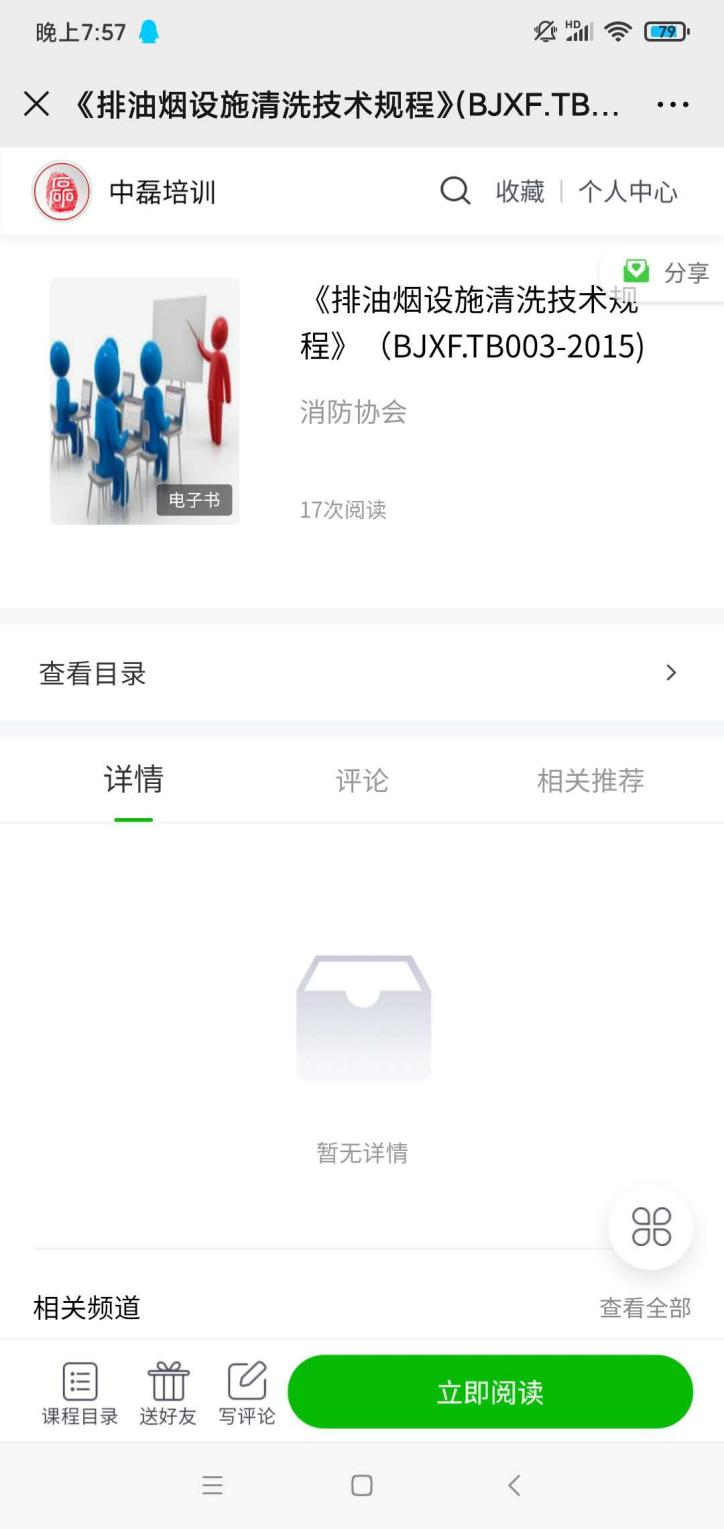 晚上7:57
HD
79
《排油烟设施清洗技术规程》(BJXF.TB...
中磊培训
收藏
个人中心
分享
《排油烟设施清洗技术规
程》（BJXF.TB003-2015)
消防协会
电子书
17次阅读
查看目录
详情
评论
相关推荐
暂无详情
相关频道
查看全部
课程目录
送好友
写评论
立即阅读